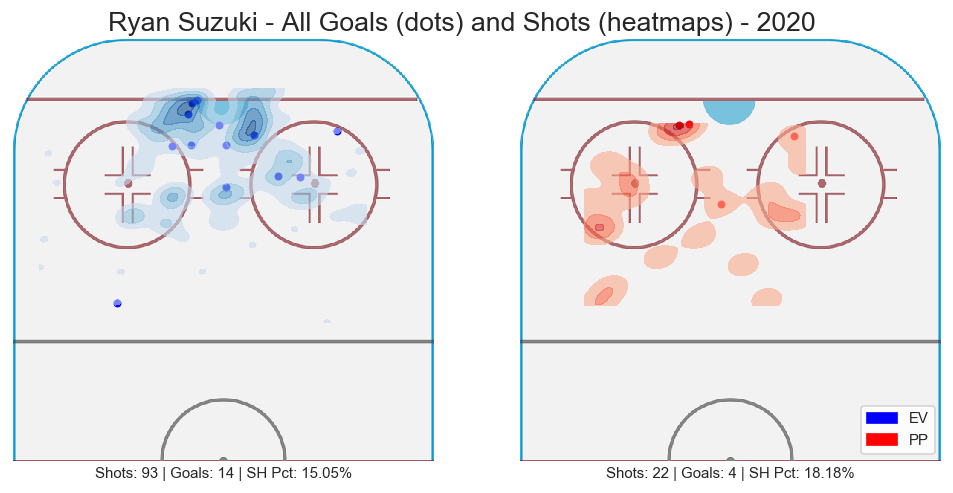 Ryan Suzuki - All Goals (dots) and Shots (heatmaps) - 2020
EV
PP
Shots: 93 | Goals: 14 | SH Pct: 15.05%
Shots: 22 | Goals: 4 | SH Pct: 18.18%